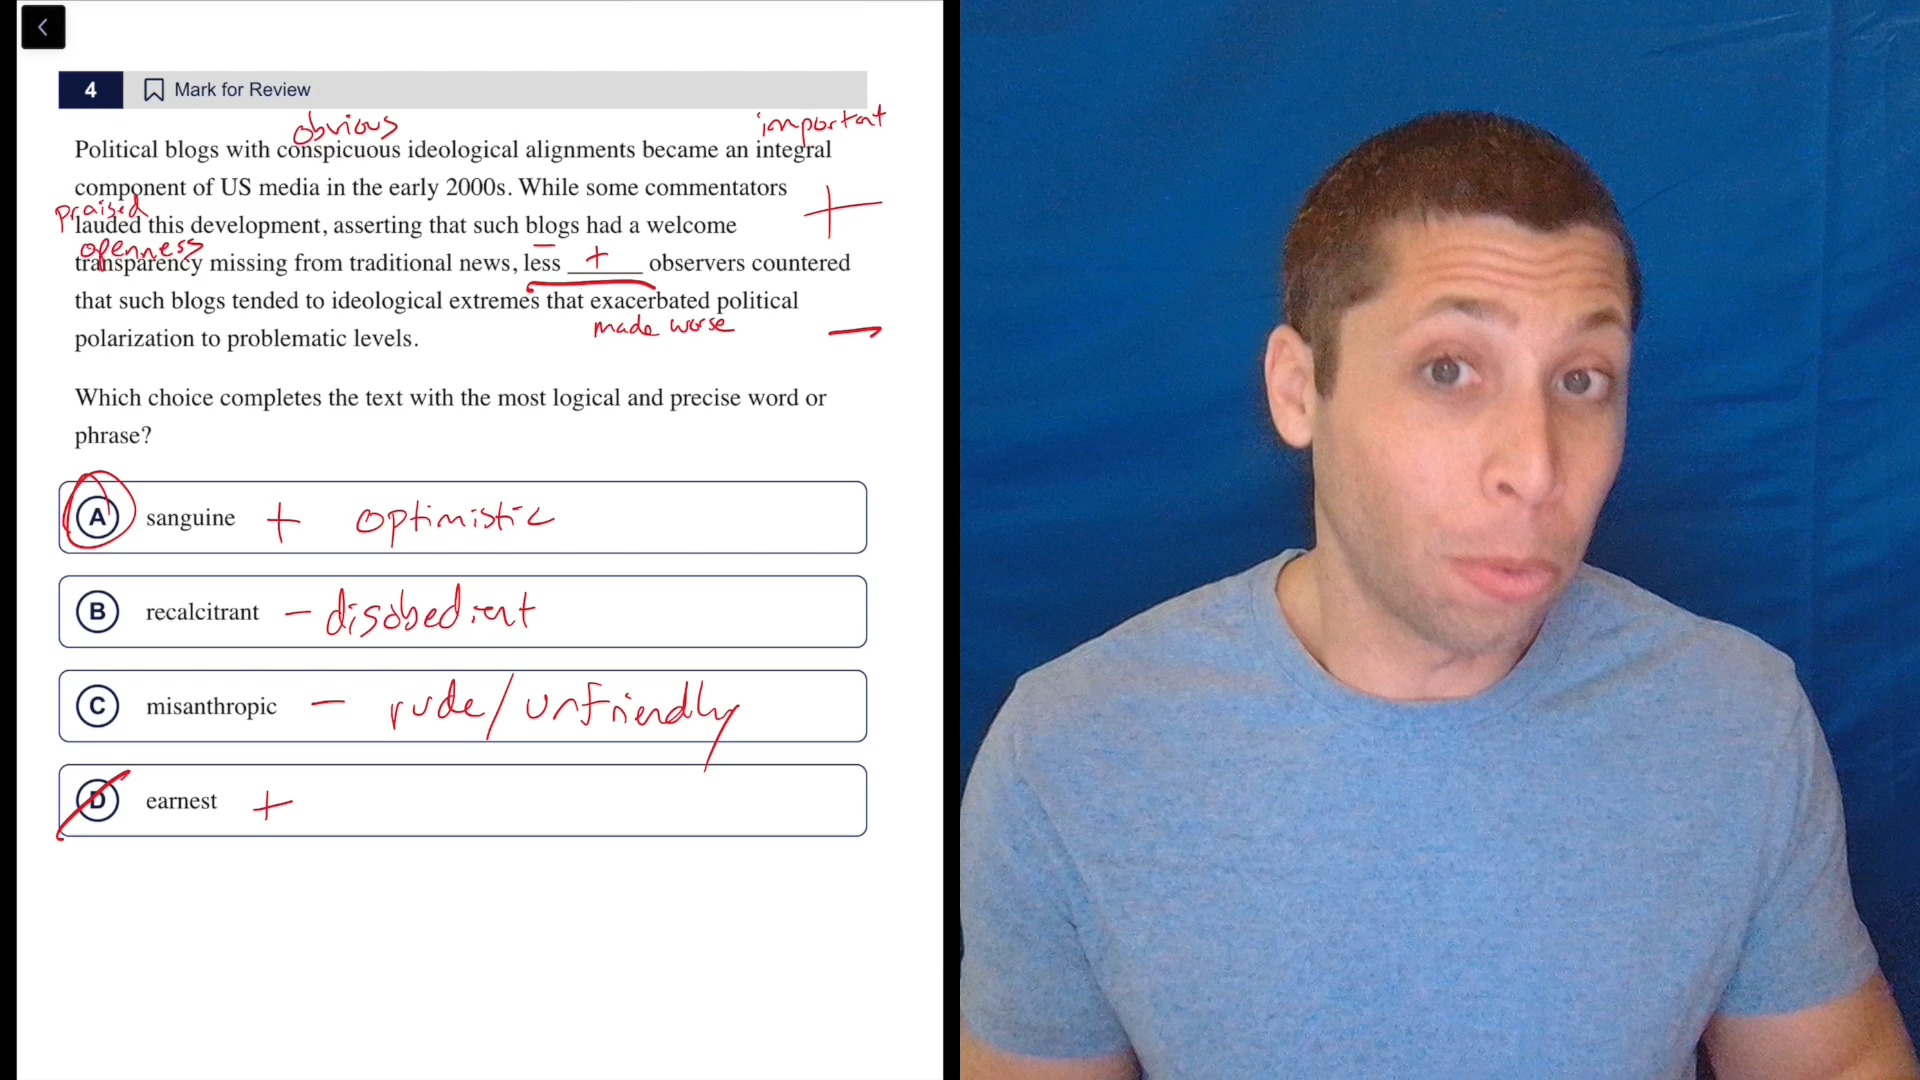 4 Mark for Review
obvious important
Political blogs with conspicuous ideological alignments became an integral
component of US media in the early 2000s. While some commentators
praised +
lauded this development, asserting that such blogs had a welcome
openness − +
transparency missing from traditional news, less ______ observers countered
that such blogs tended to ideological extremes that exacerbated political
made worse −
polarization to problematic levels.
Which choice completes the text with the most logical and precise word or
phrase?
A sanguine + optimistic
B recalcitrant − disobedient
C misanthropic − rude/unfriendly
D earnest +